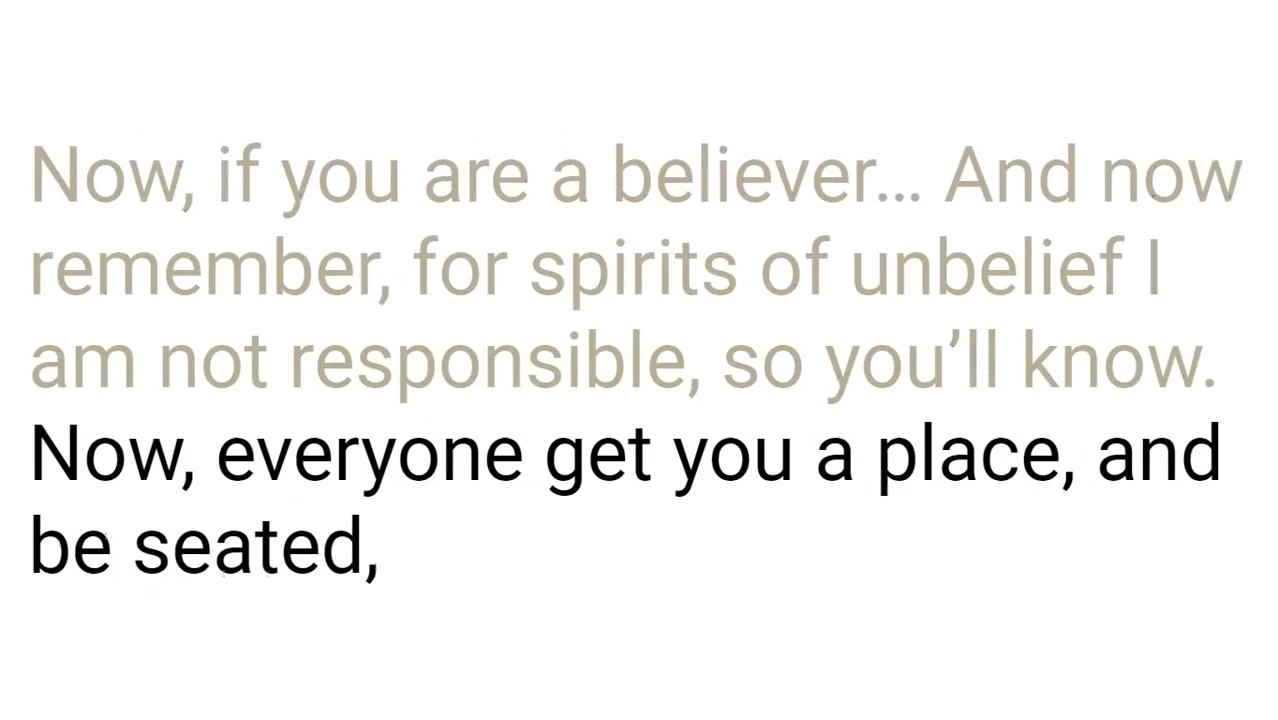 Now, if you are a believer… And now
remember, for spirits of unbelief I
am not responsible, so you’ll know.
Now, everyone get you a place, and
be seated,